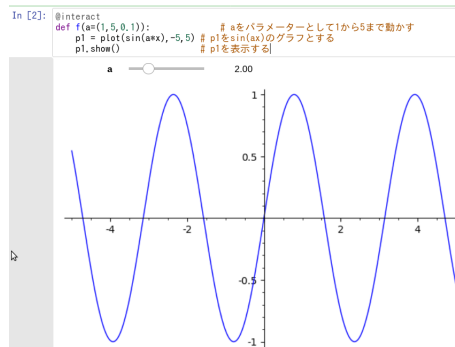 In [2]:
@interact
def f(a=(1,5,0.1)): # aをパラメーターとして1から5まで動かす
p1 = plot(sin(a*x),-5,5) # p1をsin(ax)のグラフとする
p1.show() # p1を表示する
a 2.00
1
0.5
-4 -2 2 4
-0.5
-1